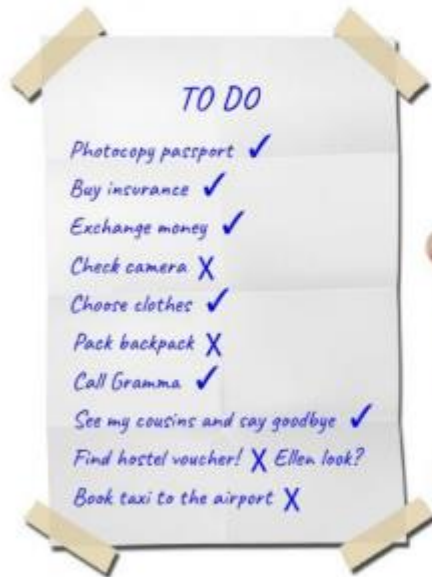 TO DO
Photocopy passport ✓
Buy insurance ✓
Exchange money ✓
Check camera X
Choose clothes ✓
Pack backpack X
Call Gramma ✓
See my cousins and say goodbye ✓
Find hostel voucher! X Ellen look?
Book taxi to the airport X